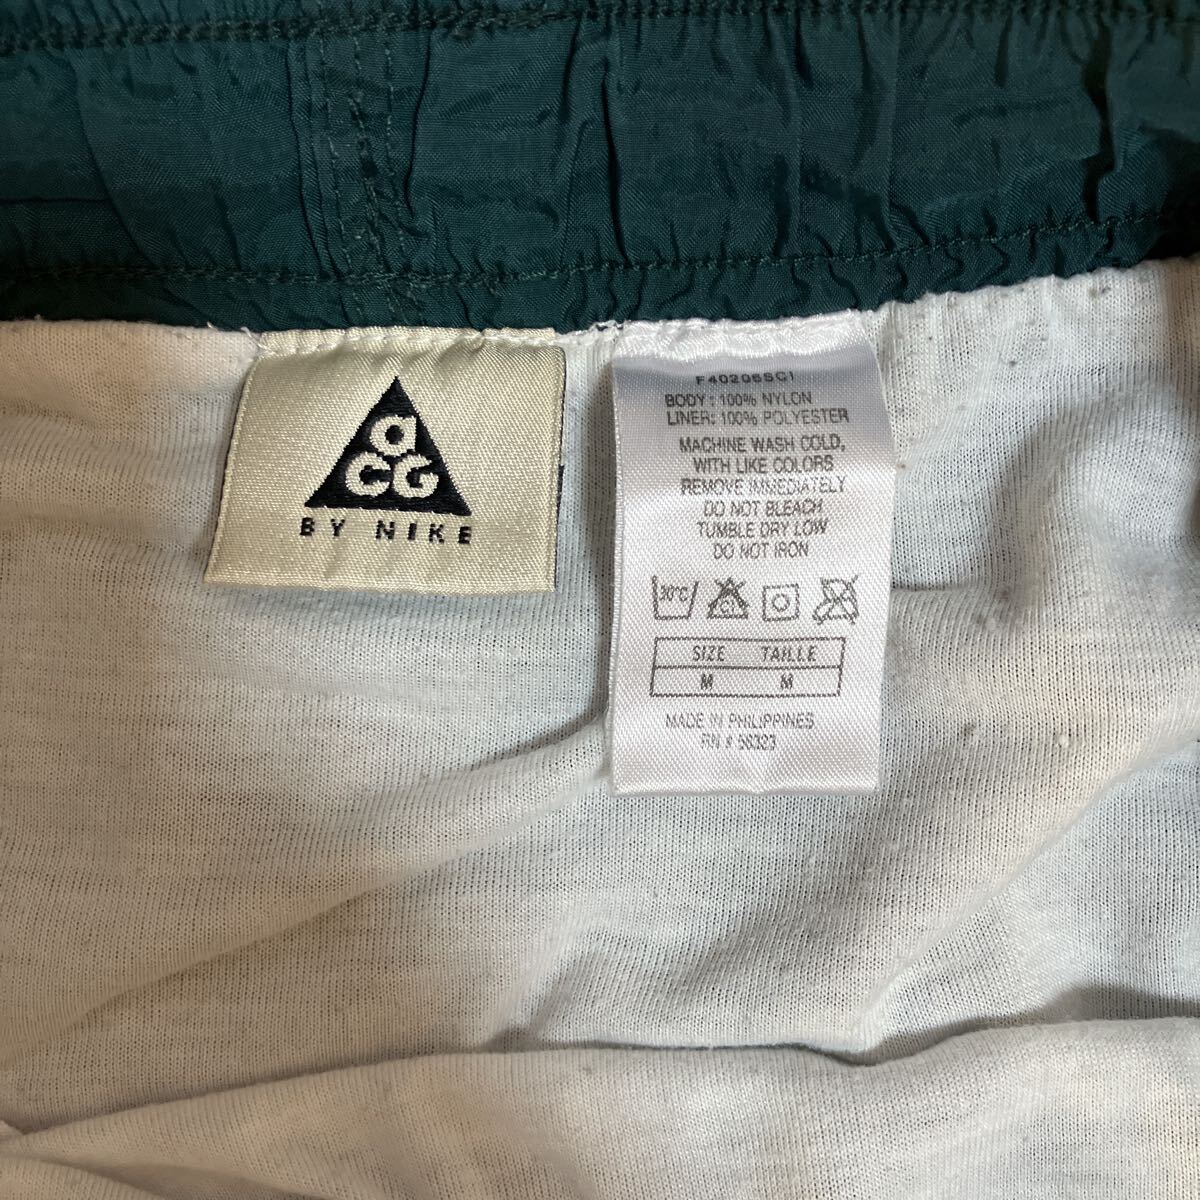 aCG
BY NIKE
F40206SC1
BODY: 100% NYLON
LINER: 100% POLYESTER
MACHINE WASH COLD,
WITH LIKE COLORS
REMOVE IMMEDIATELY
DO NOT BLEACH
TUMBLE DRY LOW
DO NOT IRON
30°C Cl
SIZE TAILLE
M M
MADE IN PHILIPPINES
RN # 56323